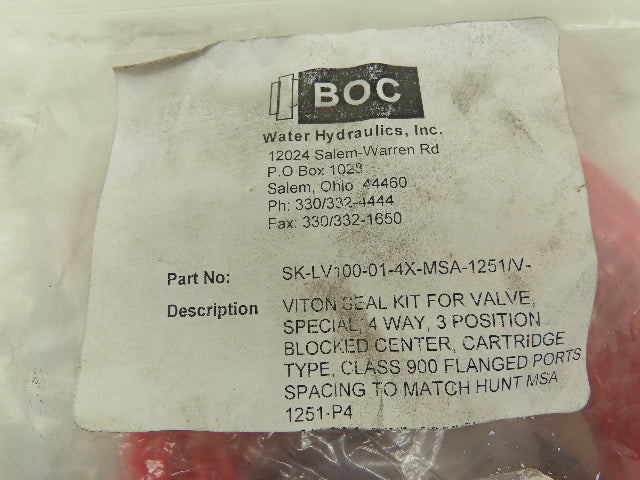 BOC
Water Hydraulics, Inc.
12024 Salem-Warren Rd
P.O Box 1028
Salem, Ohio 44460
Ph: 330/332-4444
Fax: 330/332-1650
Part No: SK-LV100-01-4X-MSA-1251/V-
Description VITON SEAL KIT FOR VALVE,
SPECIAL, 4 WAY, 3 POSITION
BLOCKED CENTER, CARTRIDGE
TYPE, CLASS 900 FLANGED PORTS
SPACING TO MATCH HUNT MSA
1251-P4